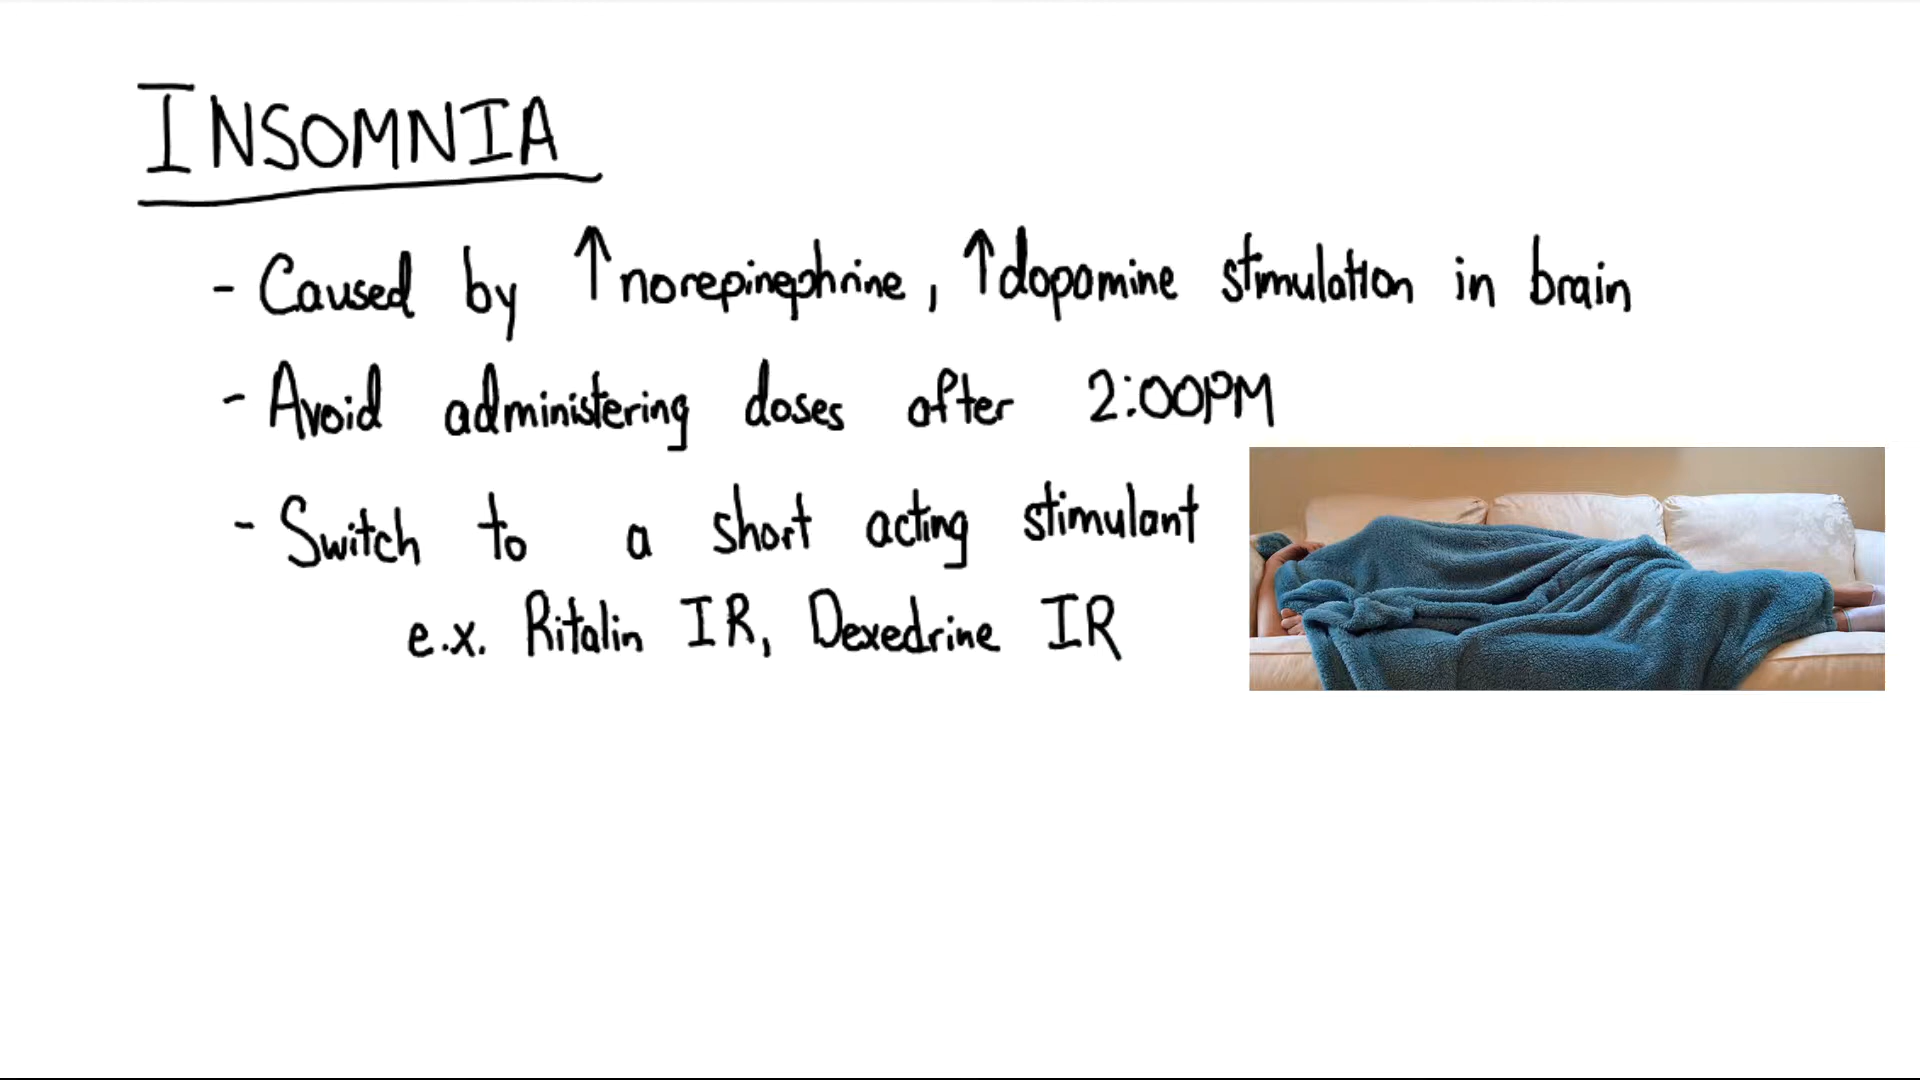 INSOMNIA
- Caused by ↑norepinephrine, ↑dopamine stimulation in brain
- Avoid administering doses after 2:00PM
- Switch to a short acting stimulant
e.x. Ritalin IR, Dexedrine IR